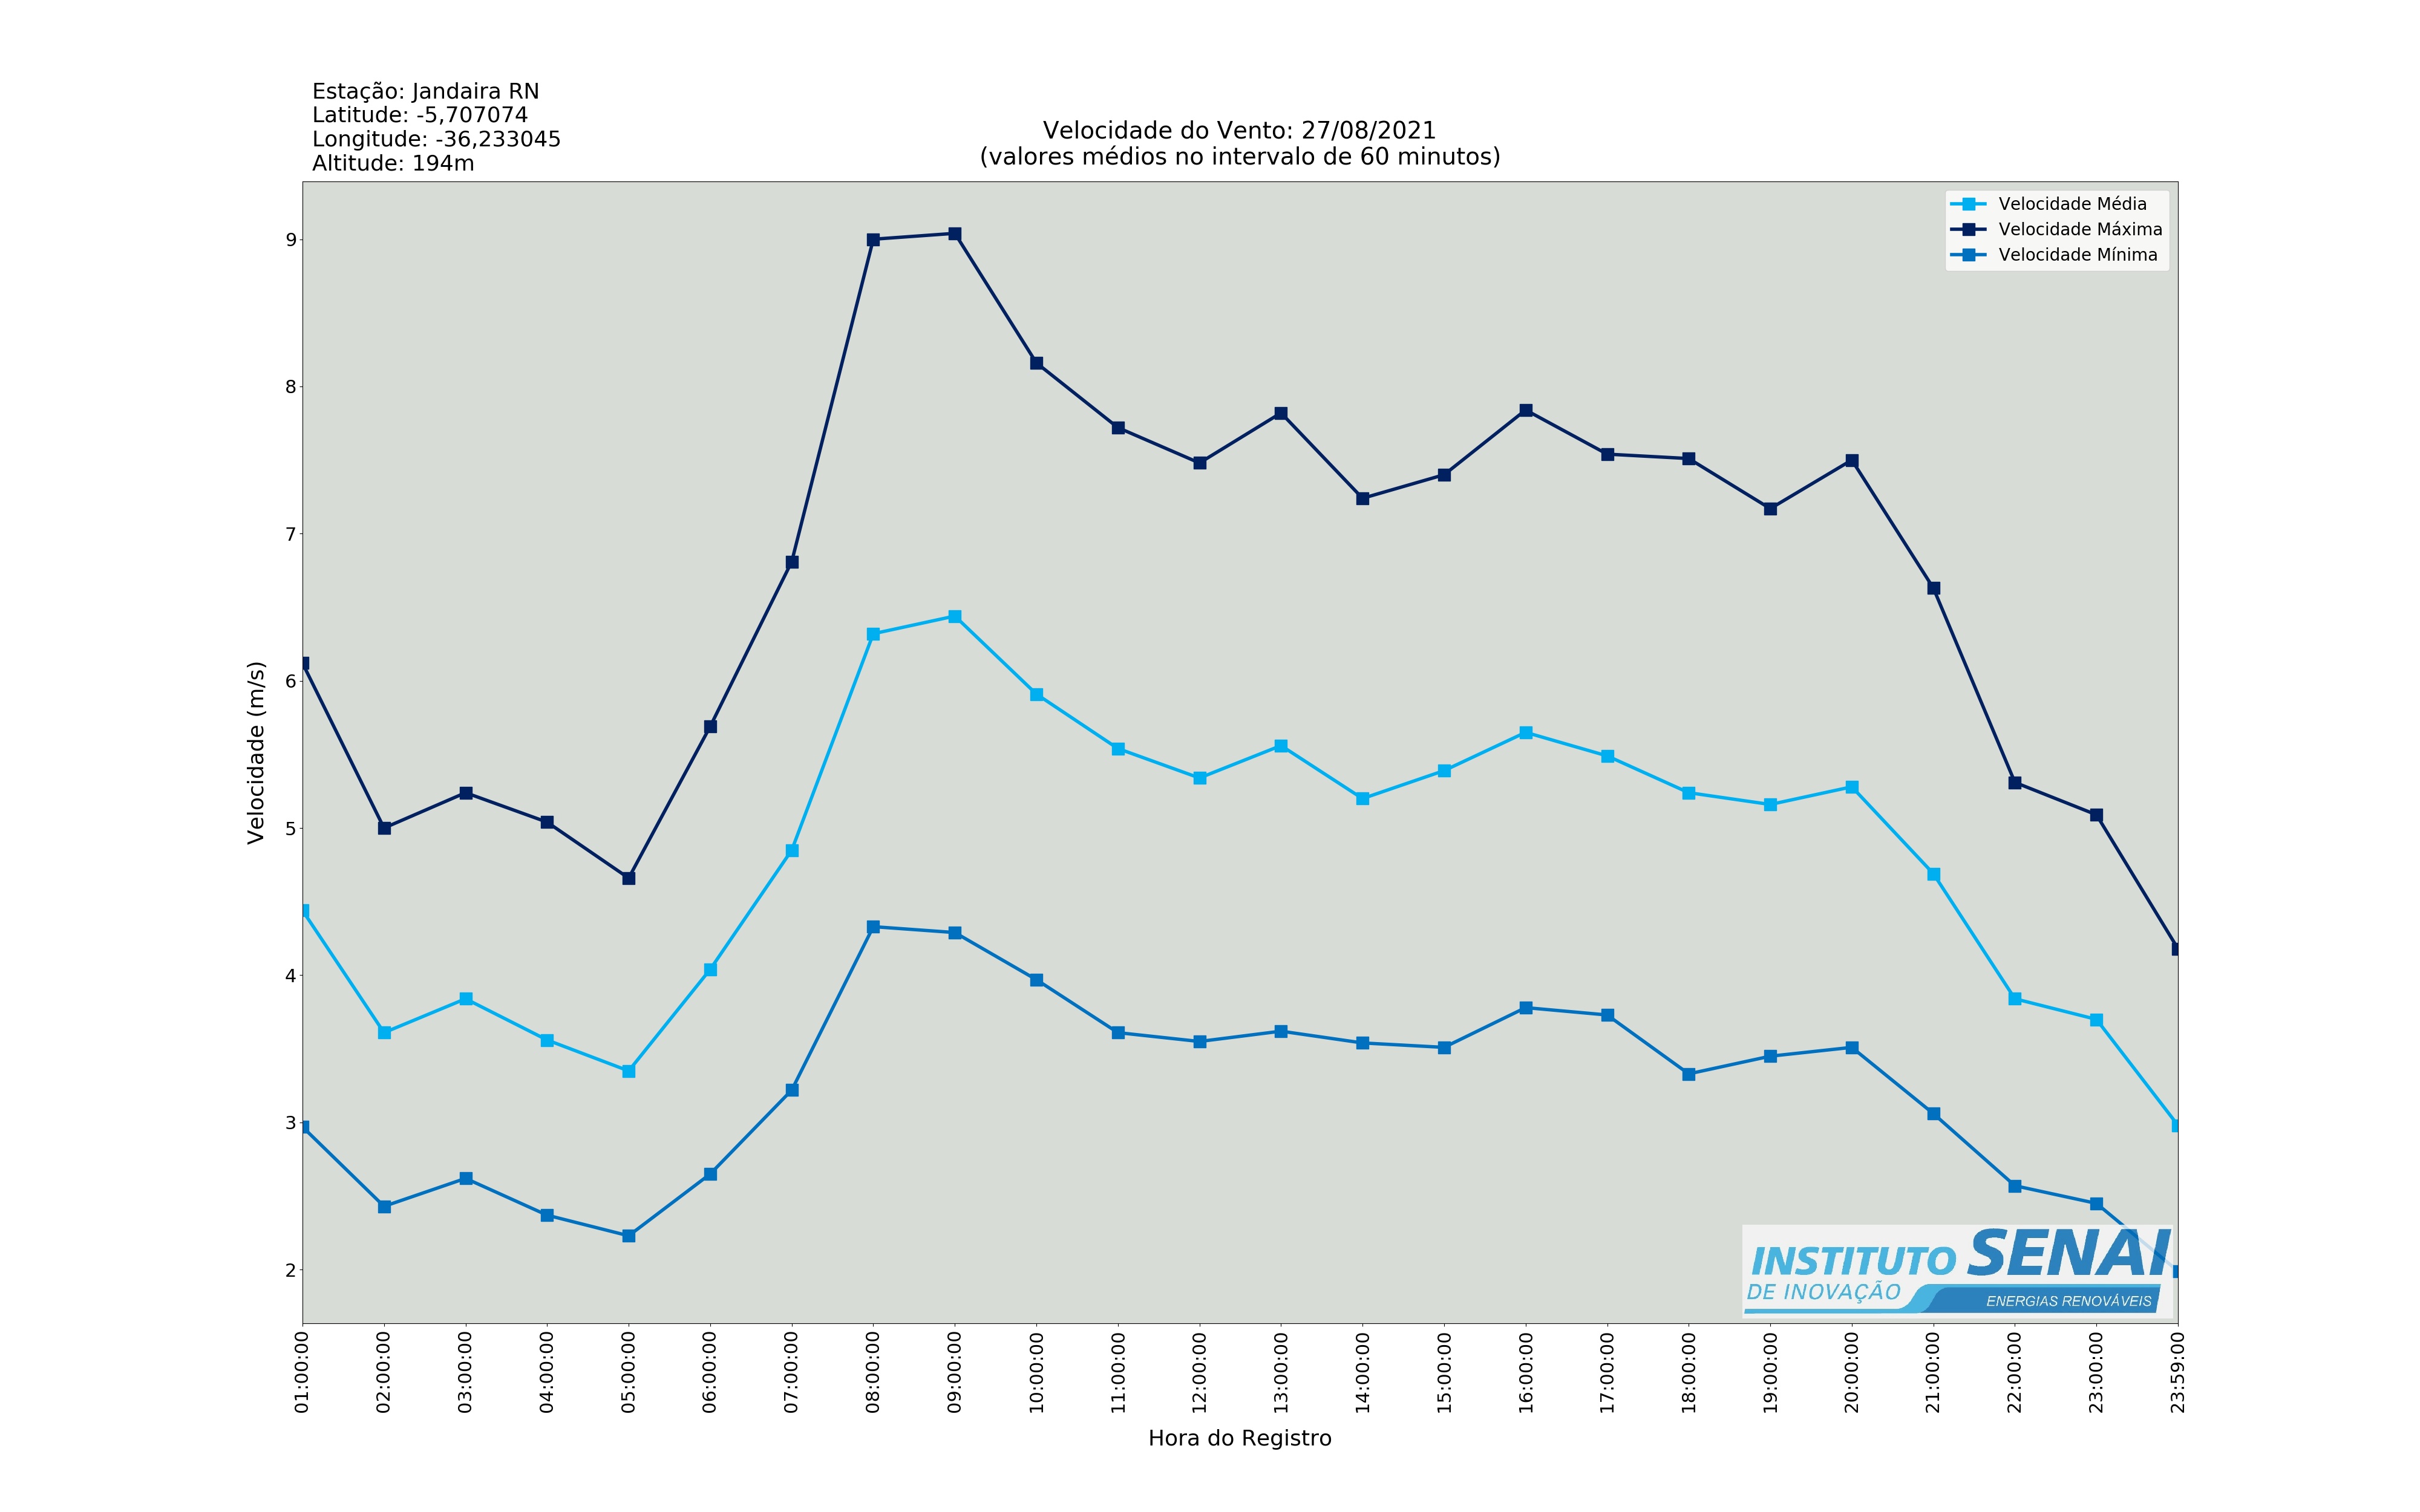 Estação: Jandaira RN
Latitude: -5,707074
Longitude: -36,233045
Altitude: 194m
Velocidade do Vento: 27/08/2021
(valores médios no intervalo de 60 minutos)
Velocidade Média
Velocidade Máxima
Velocidade Mínima
Velocidade (m/s)
9
8
7
6
5
4
3
2
INSTITUTO SENAI
DE INOVAÇÃO
ENERGIAS RENOVÁVEIS
01:00:00
02:00:00
03:00:00
04:00:00
05:00:00
06:00:00
07:00:00
08:00:00
09:00:00
10:00:00
11:00:00
12:00:00
13:00:00
14:00:00
15:00:00
16:00:00
17:00:00
18:00:00
19:00:00
20:00:00
21:00:00
22:00:00
23:00:00
23:59:00
Hora do Registro